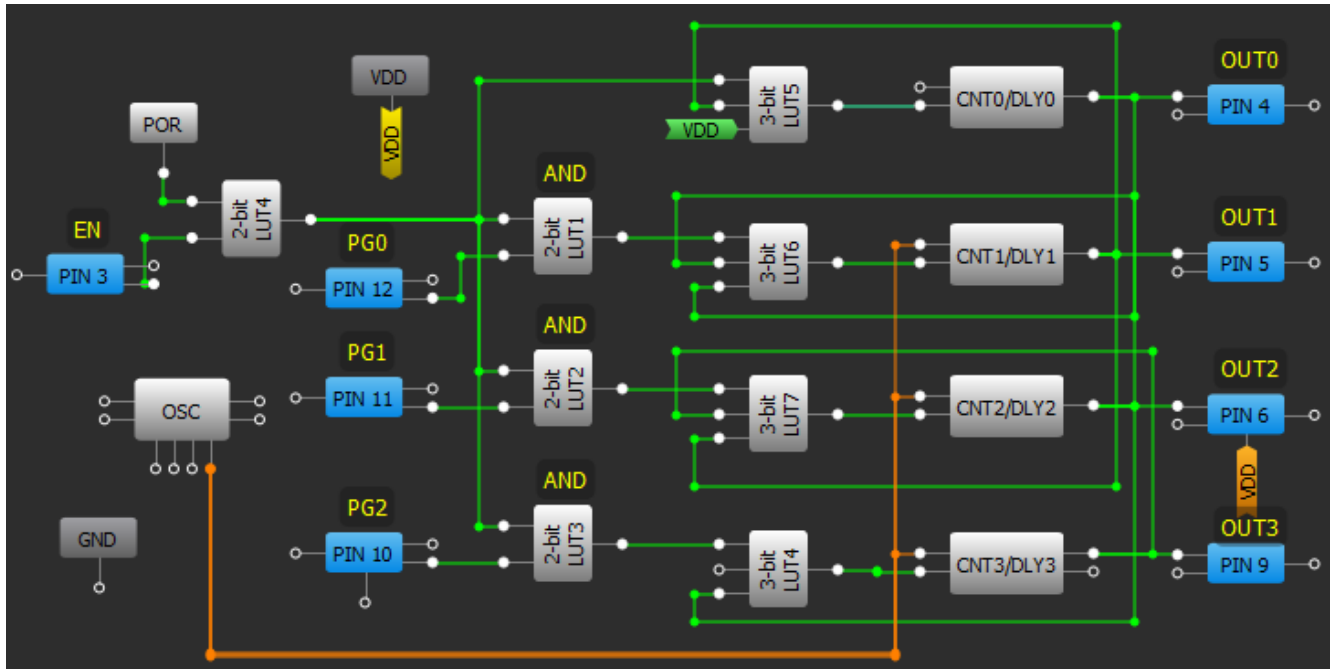 OUT0
VDD
3-bit
LUT5
CNT0/DLY0
PIN 4
POR
VDD
VDD
AND
2-bit
LUT4
2-bit
LUT1
EN
PG0
3-bit
LUT6
CNT1/DLY1
OUT1
PIN 5
PIN 3
PIN 12
AND
PG1
2-bit
LUT2
3-bit
LUT7
CNT2/DLY2
OUT2
PIN 6
OSC
PIN 11
AND
VDD
PG2
2-bit
LUT3
OUT3
GND
PIN 10
3-bit
LUT4
CNT3/DLY3
PIN 9